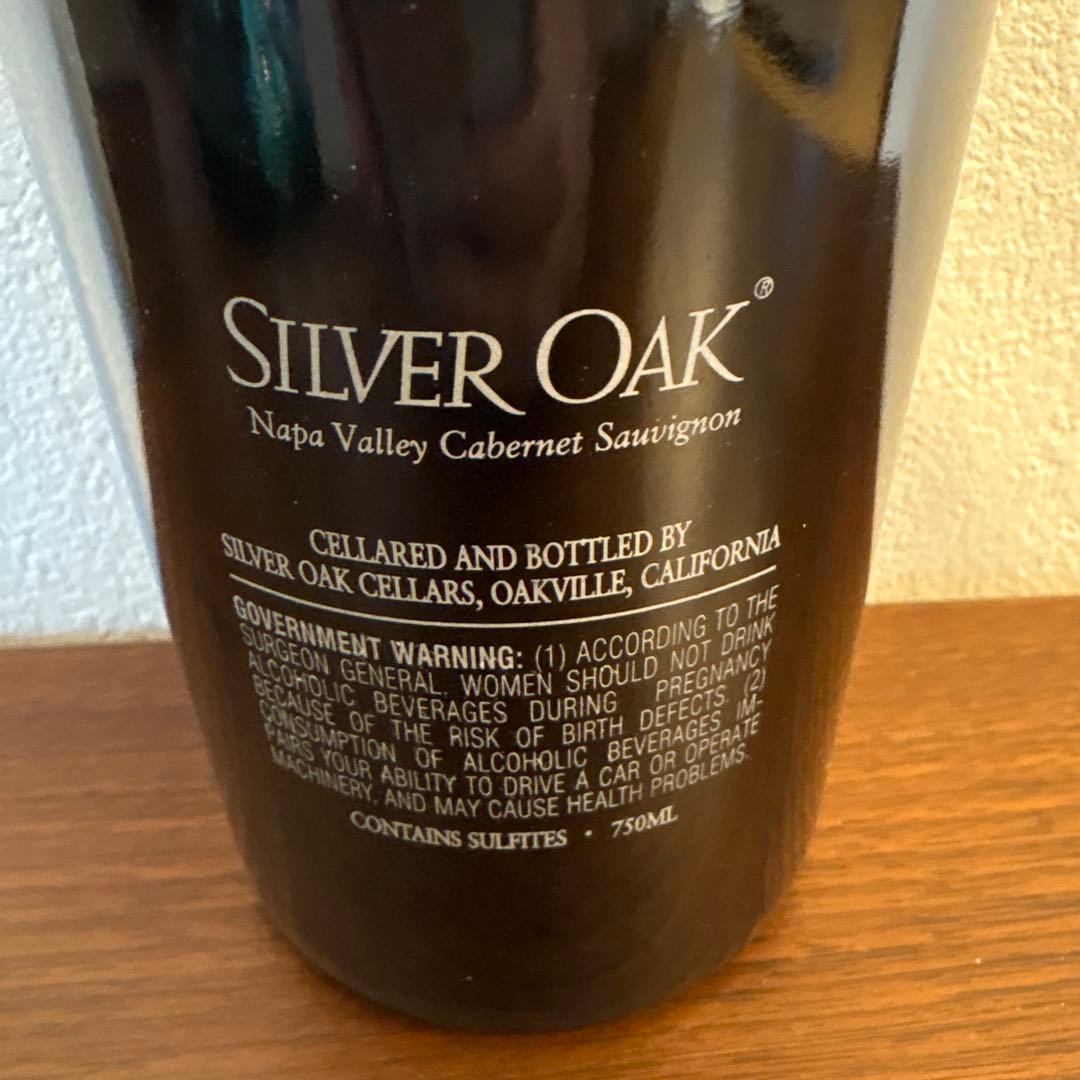 SILVER OAK®
Napa Valley Cabernet Sauvignon
CELLARED AND BOTTLED BY
SILVER OAK CELLARS, OAKVILLE, CALIFORNIA
GOVERNMENT WARNING: (1) ACCORDING TO THE
SURGEON GENERAL, WOMEN SHOULD NOT DRINK
ALCOHOLIC BEVERAGES DURING PREGNANCY
BECAUSE OF THE RISK OF BIRTH DEFECTS. (2)
CONSUMPTION OF ALCOHOLIC BEVERAGES IM-
PAIRS YOUR ABILITY TO DRIVE A CAR OR OPERATE
MACHINERY, AND MAY CAUSE HEALTH PROBLEMS.
CONTAINS SULFITES • 750ML